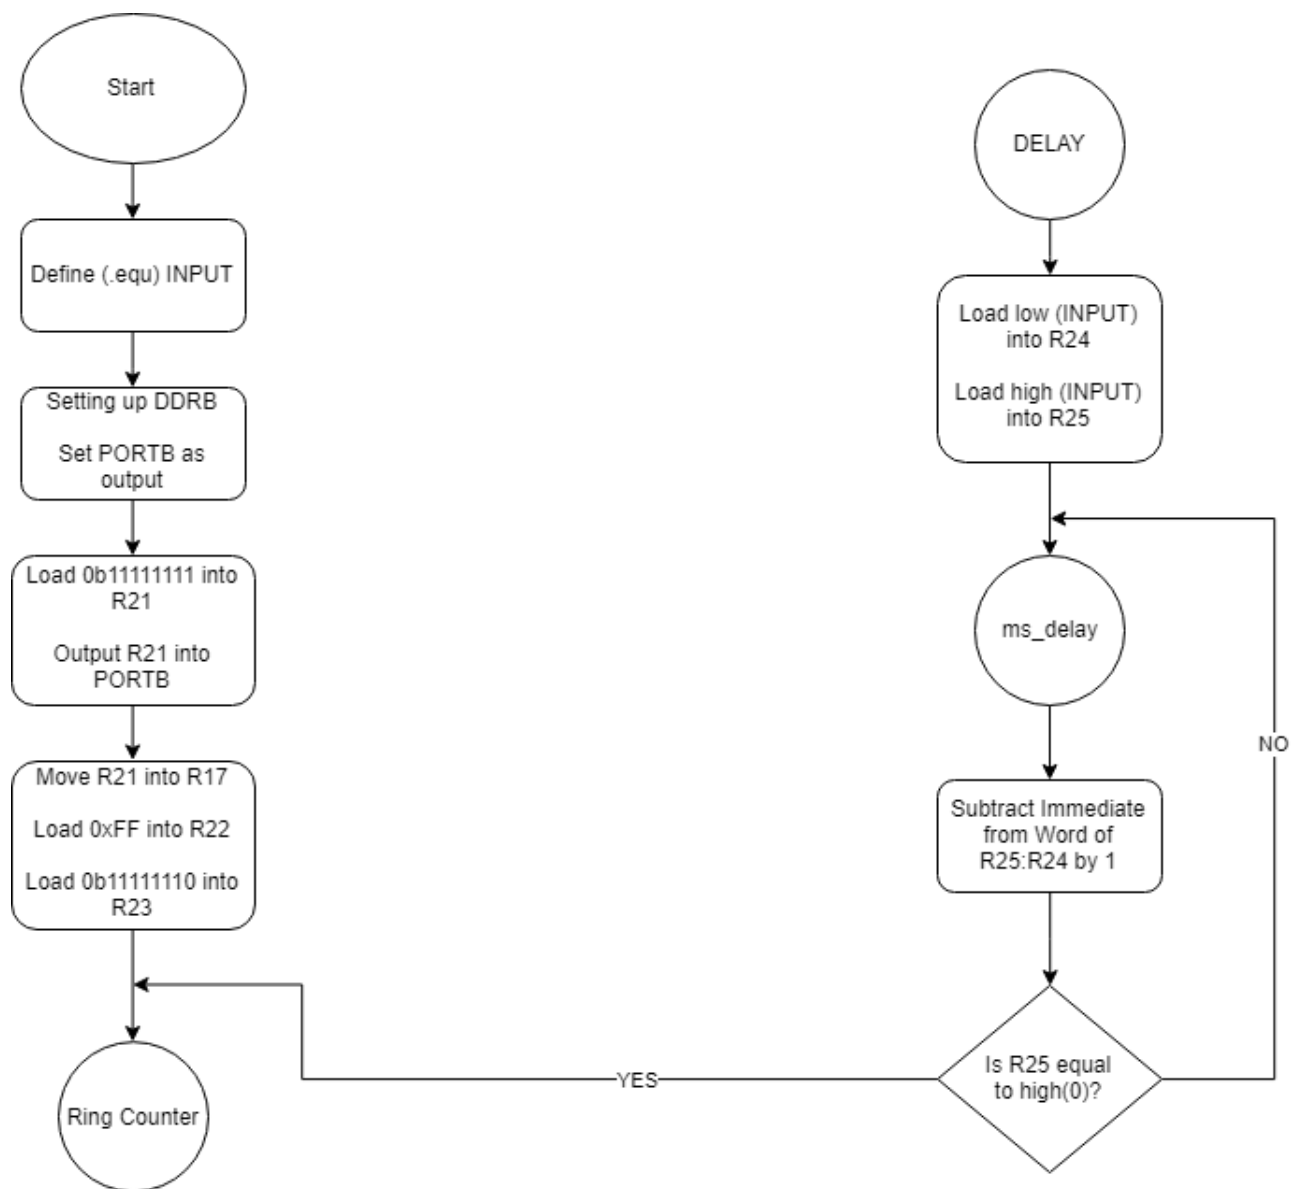 Start
Define (.equ) INPUT
Setting up DDRB
Set PORTB as
output
Load 0b11111111 into
R21
Output R21 into
PORTB
Move R21 into R17
Load 0xFF into R22
Load 0b11111110 into
R23
Ring Counter
DELAY
Load low (INPUT)
into R24
Load high (INPUT)
into R25
ms_delay
Subtract Immediate
from Word of
R25:R24 by 1
Is R25 equal
to high(0)?
YES
NO